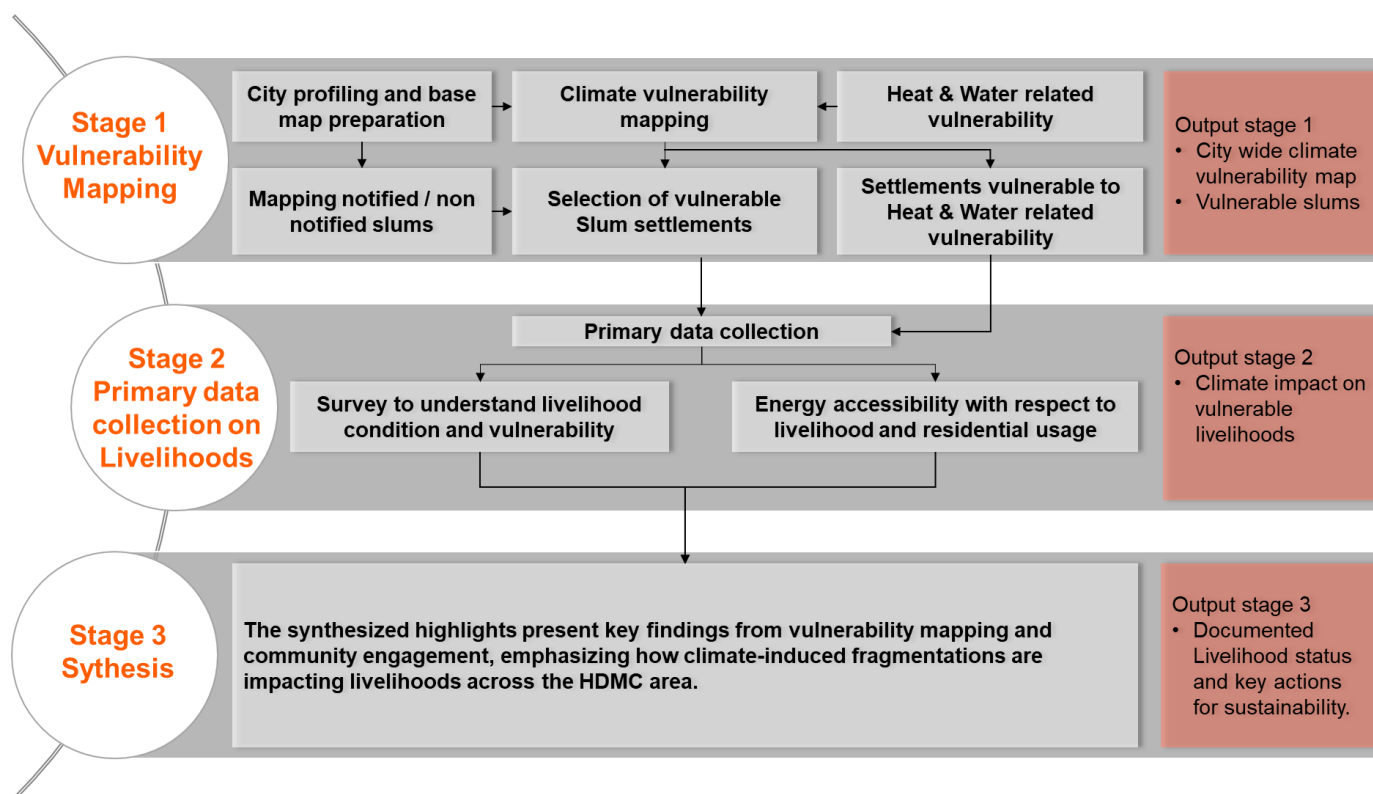 Stage 1
Vulnerability
Mapping
City profiling and base
map preparation
Climate vulnerability
mapping
Heat & Water related
vulnerability
Mapping notified / non
notified slums
Selection of vulnerable
Slum settlements
Settlements vulnerable to
Heat & Water related
vulnerability
Output stage 1
• City wide climate
vulnerability map
• Vulnerable slums
Stage 2
Primary data
collection on
Livelihoods
Primary data collection
Survey to understand livelihood
condition and vulnerability
Energy accessibility with respect to
livelihood and residential usage
Output stage 2
• Climate impact on
vulnerable
livelihoods
Stage 3
Sythesis
The synthesized highlights present key findings from vulnerability mapping and
community engagement, emphasizing how climate-induced fragmentations are
impacting livelihoods across the HDMC area.
Output stage 3
• Documented
Livelihood status
and key actions
for sustainability.